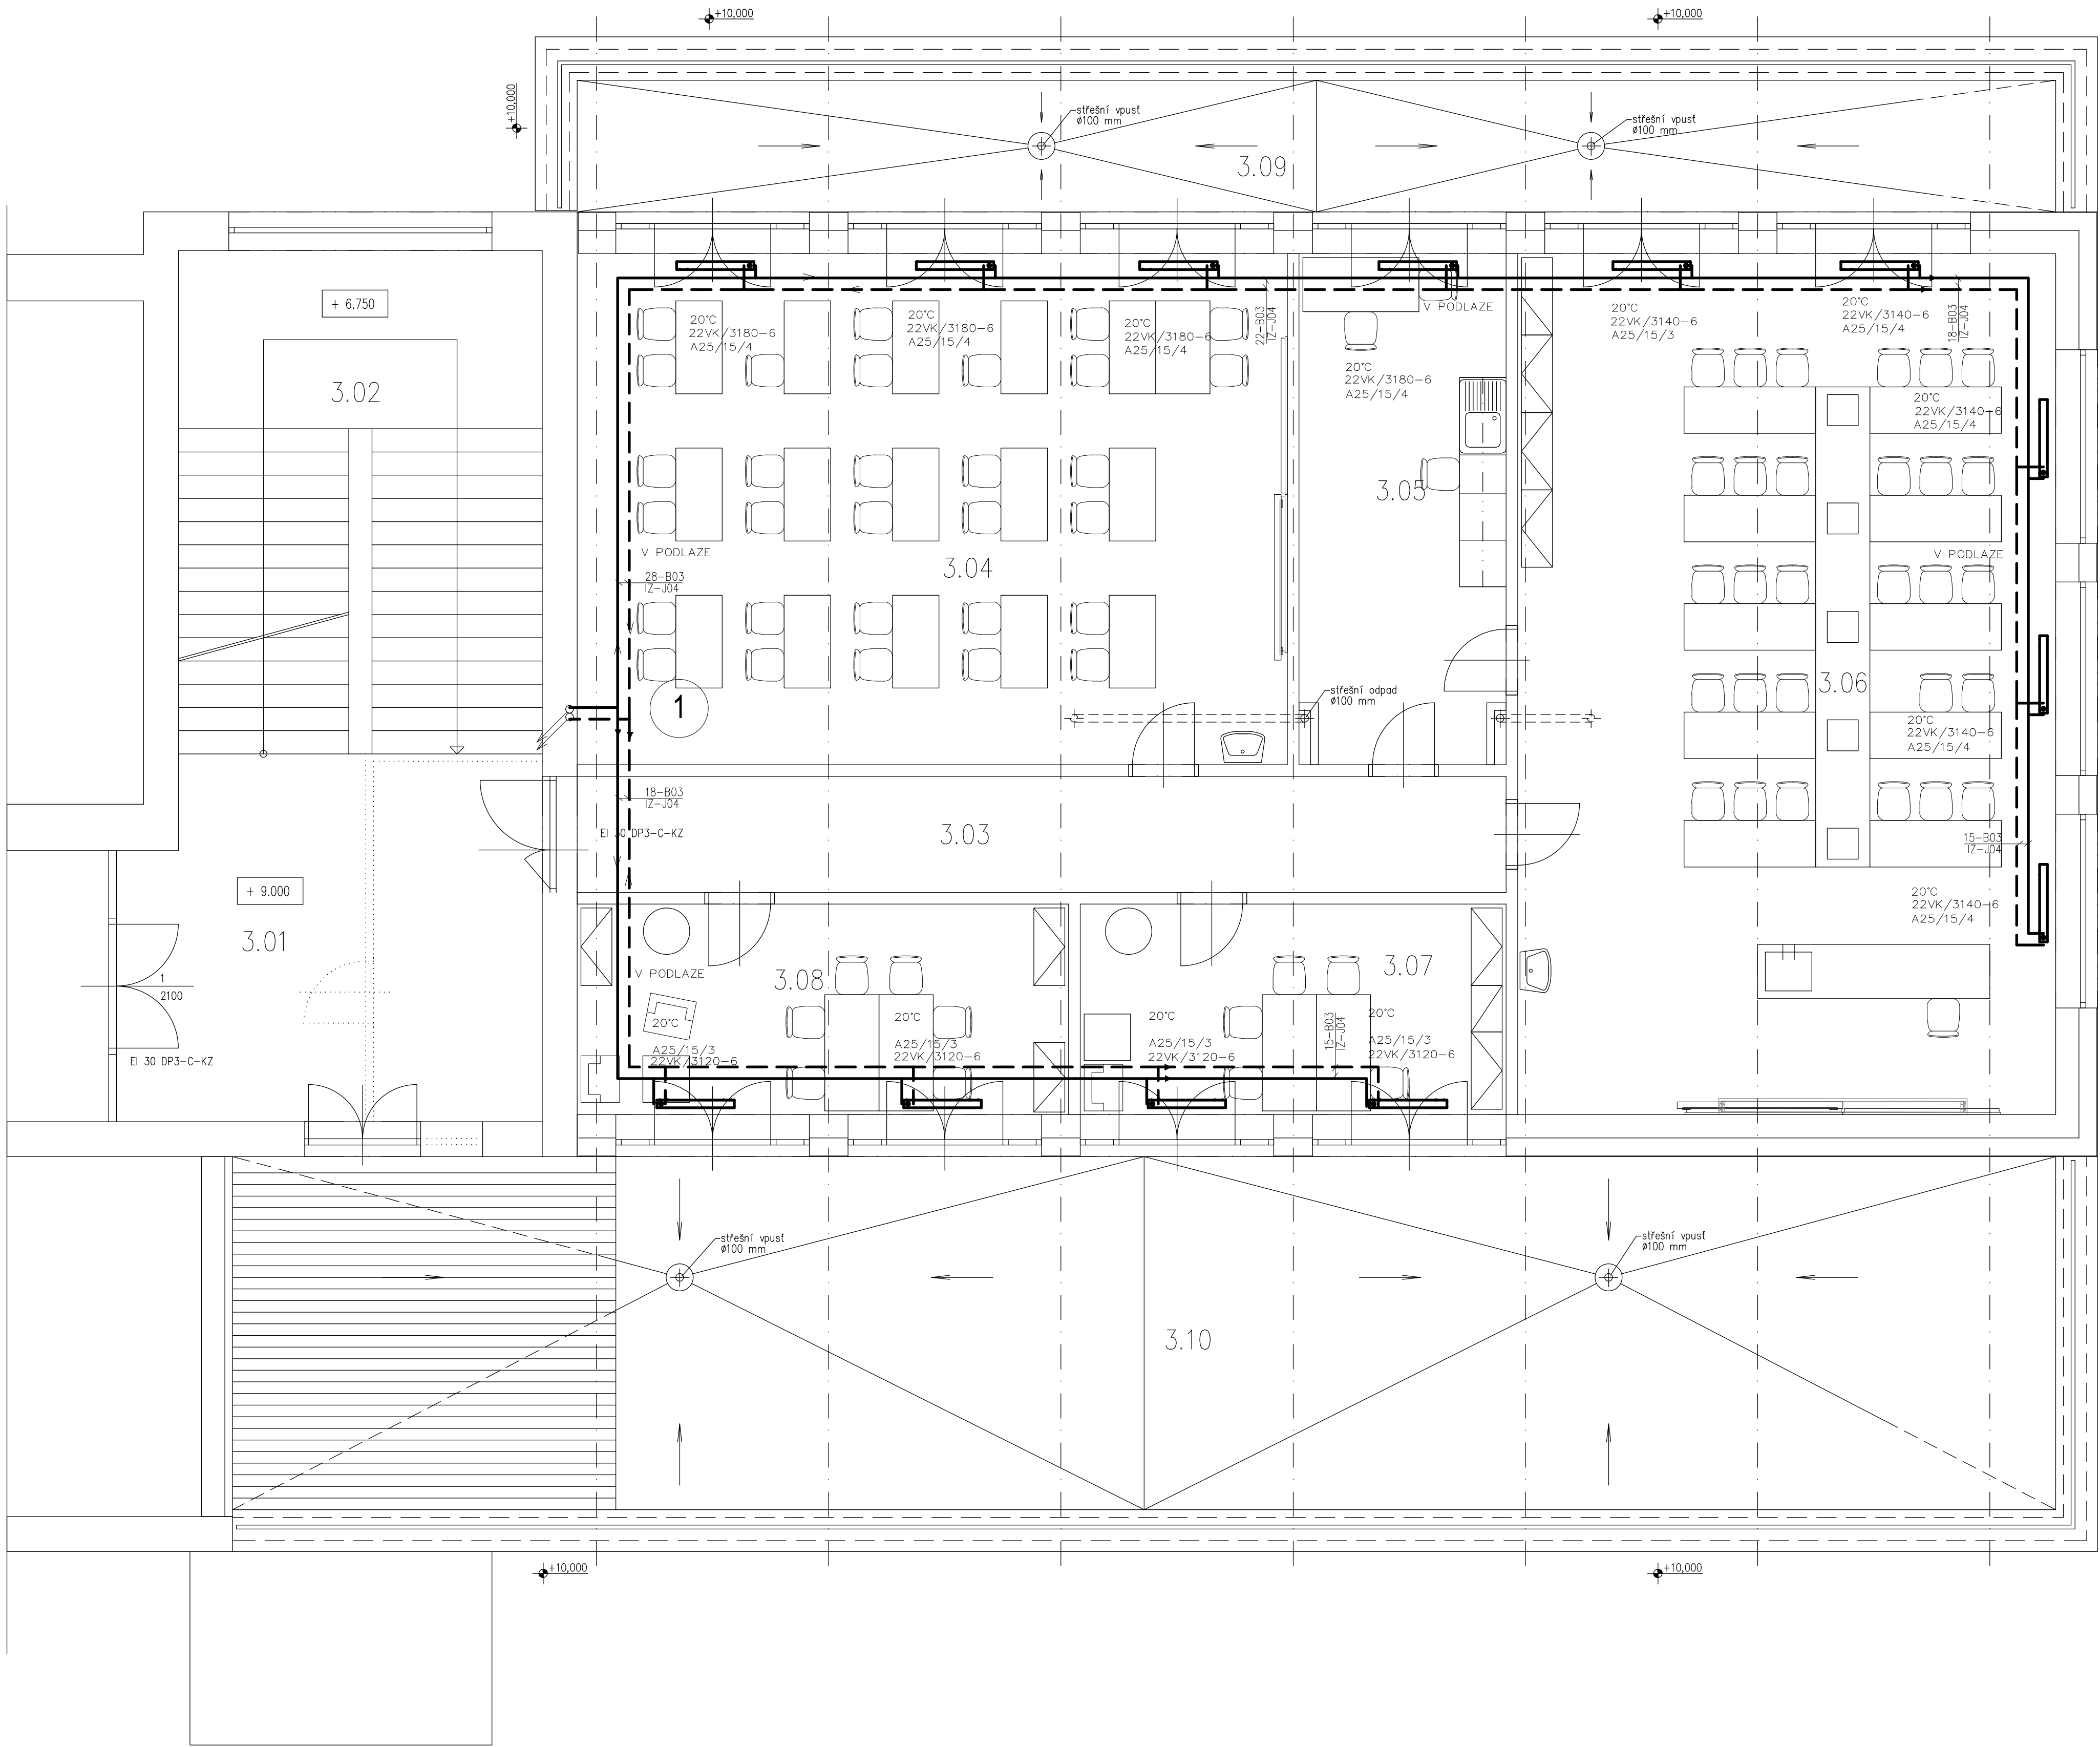 +10,000
+10,000
+10,000
střešní vpusť
ø100 mm
střešní vpusť
ø100 mm
3.09
+ 6.750
3.02
20°C
22VK/3180-6
A25/15/4
20°C
22VK/3180-6
A25/15/4
20°C
22VK/3180-6
A25/15/4
22-B03
IZ-J04
V PODLAZE
20°C
22VK/3180-6
A25/15/4
20°C
22VK/3140-6
A25/15/3
20°C
22VK/3140-6
A25/15/4
18-B03
IZ-J04
20°C
22VK/3140-6
A25/15/4
3.05
V PODLAZE
3.04
28-B03
IZ-J04
V PODLAZE
1
střešní odpad
ø100 mm
3.06
20°C
22VK/3140-6
A25/15/4
18-B03
IZ-J04
EI 30 DP3-C-KZ
3.03
15-B03
IZ-J04
20°C
22VK/3140-6
A25/15/4
+ 9.000
3.01
1
2100
EI 30 DP3-C-KZ
V PODLAZE
3.08
3.07
20°C
A25/15/3
22VK/3120-6
20°C
A25/15/3
22VK/3120-6
20°C
A25/15/3
22VK/3120-6
15-B03
IZ-J04
20°C
A25/15/3
22VK/3120-6
střešní vpusť
ø100 mm
střešní vpusť
ø100 mm
3.10
+10,000
+10,000